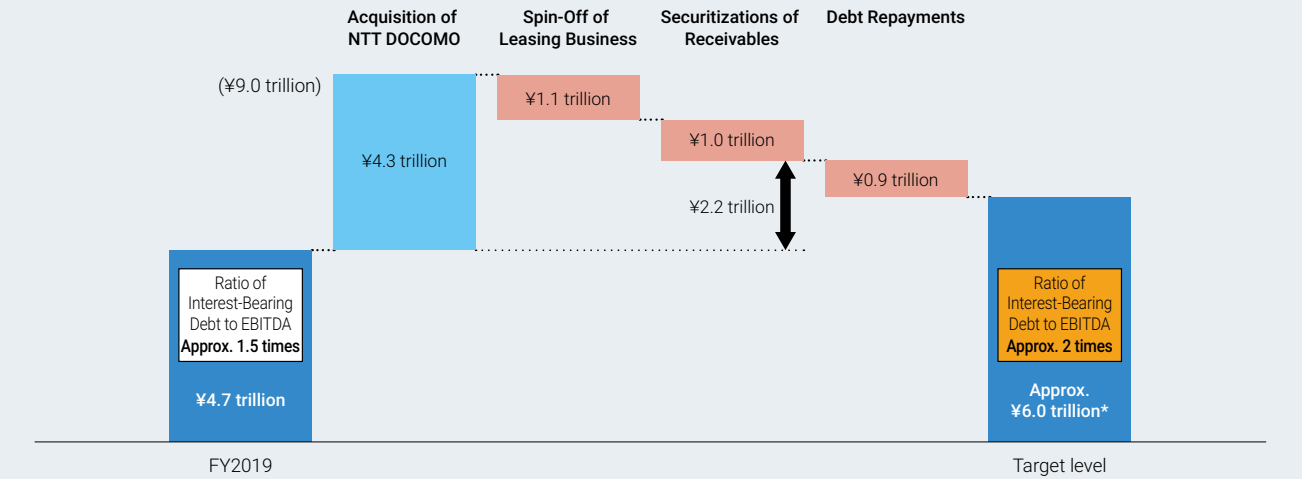 Acquisition of
NTT DOCOMO
Spin-Off of
Leasing Business
Securitizations of
Receivables
Debt Repayments
(¥9.0 trillion)
¥4.3 trillion
¥1.1 trillion
¥1.0 trillion
¥2.2 trillion
¥0.9 trillion
Ratio of
Interest-Bearing
Debt to EBITDA
Approx. 1.5 times
¥4.7 trillion
Ratio of
Interest-Bearing
Debt to EBITDA
Approx. 2 times
Approx.
¥6.0 trillion*
FY2019
Target level